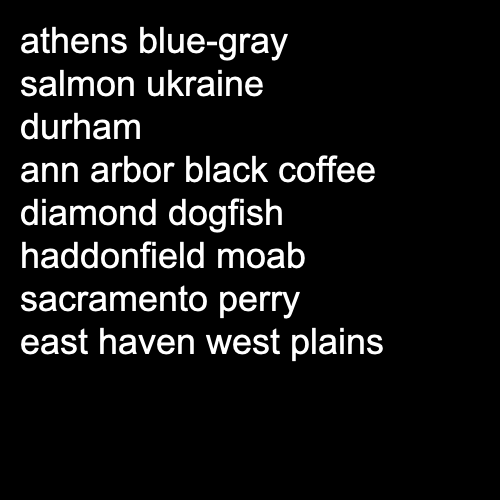 athens blue-gray
salmon ukraine
durham
ann arbor black coffee
diamond dogfish
haddonfield moab
sacramento perry
east haven west plains